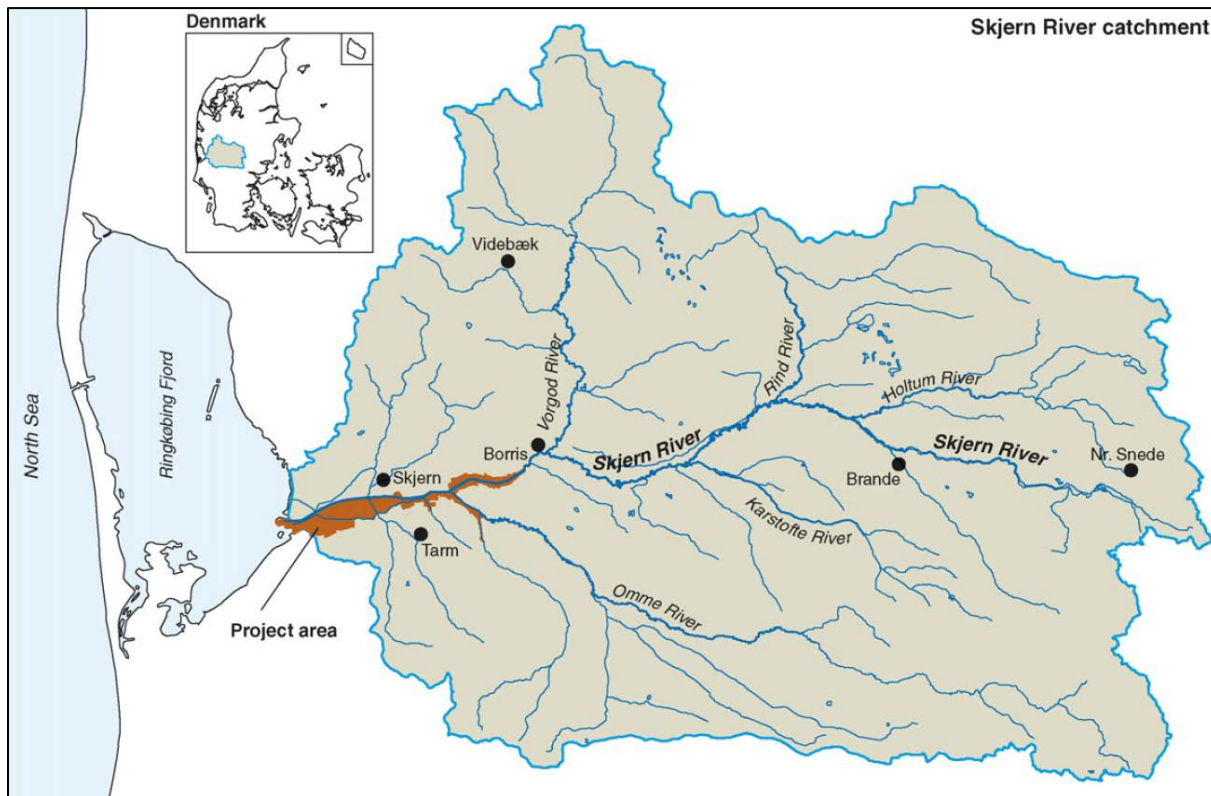 Denmark
Skjern River catchment
Videbæk
North Sea
Ringkøbing Fjord
Vorgod River
Rind River
Holtum River
Borris
Skjern River
Skjern River
Nr. Snede
Skjern
Brande
Karstofte River
Tarm
Omme River
Project area